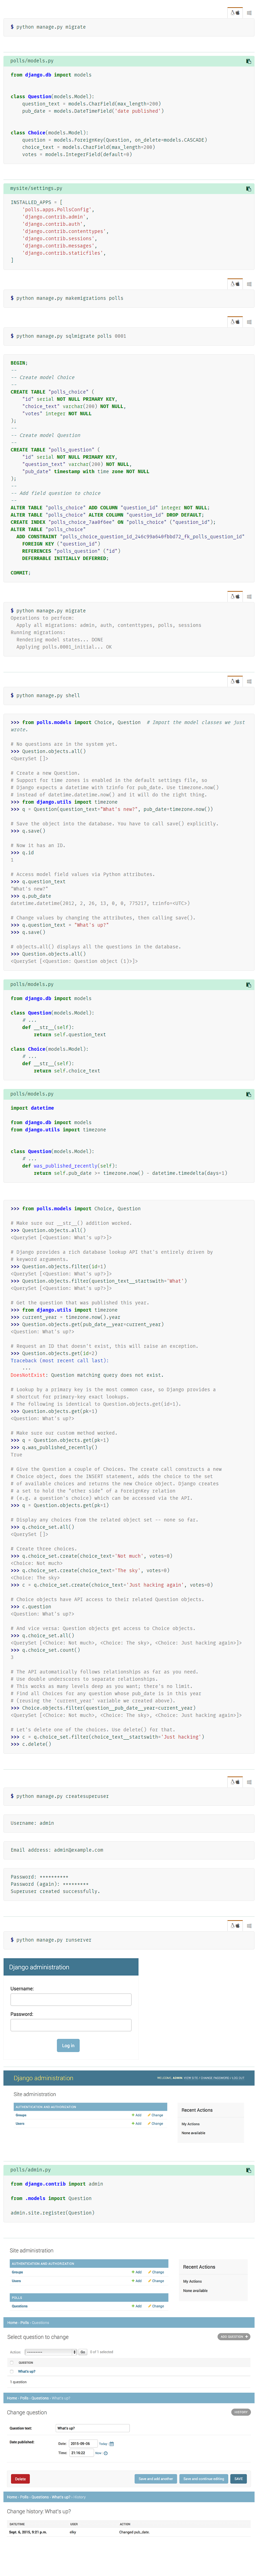 $ python manage.py migrate
polls/models.py
from django.db import models
class Question(models.Model):
question_text = models.CharField(max_length=200)
pub_date = models.DateTimeField('date published')
class Choice(models.Model):
question = models.ForeignKey(Question, on_delete=models.CASCADE)
choice_text = models.CharField(max_length=200)
votes = models.IntegerField(default=0)
mysite/settings.py
INSTALLED_APPS = [
'polls.apps.PollsConfig',
'django.contrib.admin',
'django.contrib.auth',
'django.contrib.contenttypes',
'django.contrib.sessions',
'django.contrib.messages',
'django.contrib.staticfiles',
]
$ python manage.py makemigrations polls
$ python manage.py sqlmigrate polls 0001
BEGIN;
--
-- Create model Choice
--
CREATE TABLE "polls_choice" (
"id" serial NOT NULL PRIMARY KEY,
"choice_text" varchar(200) NOT NULL,
"votes" integer NOT NULL
);
--
-- Create model Question
--
CREATE TABLE "polls_question" (
"id" serial NOT NULL PRIMARY KEY,
"question_text" varchar(200) NOT NULL,
"pub_date" timestamp with time zone NOT NULL
);
--
-- Add field question to choice
--
ALTER TABLE "polls_choice" ADD COLUMN "question_id" integer NOT NULL;
ALTER TABLE "polls_choice" ALTER COLUMN "question_id" DROP DEFAULT;
CREATE INDEX "polls_choice_7aa0f6ee" ON "polls_choice" ("question_id");
ALTER TABLE "polls_choice"
ADD CONSTRAINT "polls_choice_question_id_246c99a640fbbd72_fk_polls_question_id"
FOREIGN KEY ("question_id")
REFERENCES "polls_question" ("id")
DEFERRABLE INITIALLY DEFERRED;
COMMIT;
$ python manage.py migrate
Operations to perform:
Apply all migrations: admin, auth, contenttypes, polls, sessions
Running migrations:
Rendering model states... DONE
Applying polls.0001_initial... OK
$ python manage.py shell
>>> from polls.models import Choice, Question  # Import the model classes we just
wrote.
# No questions are in the system yet.
>>> Question.objects.all()
<QuerySet []>
# Create a new Question.
# Support for time zones is enabled in the default settings file, so
# Django expects a datetime with tzinfo for pub_date. Use timezone.now()
# instead of datetime.datetime.now() and it will do the right thing.
>>> from django.utils import timezone
>>> q = Question(question_text="What's new?", pub_date=timezone.now())
# Save the object into the database. You have to call save() explicitly.
>>> q.save()
# Now it has an ID.
>>> q.id
1
# Access model field values via Python attributes.
>>> q.question_text
"What's new?"
>>> q.pub_date
datetime.datetime(2012, 2, 26, 13, 0, 0, 775217, tzinfo=<UTC>)
# Change values by changing the attributes, then calling save().
>>> q.question_text = "What's up?"
>>> q.save()
# objects.all() displays all the questions in the database.
>>> Question.objects.all()
<QuerySet [<Question: Question object (1)>]>
polls/models.py
from django.db import models
class Question(models.Model):
# ...
def __str__(self):
return self.question_text
class Choice(models.Model):
# ...
def __str__(self):
return self.choice_text
polls/models.py
import datetime
from django.db import models
from django.utils import timezone
class Question(models.Model):
# ...
def was_published_recently(self):
return self.pub_date >= timezone.now() - datetime.timedelta(days=1)
>>> from polls.models import Choice, Question
# Make sure our __str__() addition worked.
>>> Question.objects.all()
<QuerySet [<Question: What's up?>]>
# Django provides a rich database lookup API that's entirely driven by
# keyword arguments.
>>> Question.objects.filter(id=1)
<QuerySet [<Question: What's up?>]>
>>> Question.objects.filter(question_text__startswith='What')
<QuerySet [<Question: What's up?>]>
# Get the question that was published this year.
>>> from django.utils import timezone
>>> current_year = timezone.now().year
>>> Question.objects.get(pub_date__year=current_year)
<Question: What's up?>
# Request an ID that doesn't exist, this will raise an exception.
>>> Question.objects.get(id=2)
Traceback (most recent call last):
...
DoesNotExist: Question matching query does not exist.
# Lookup by a primary key is the most common case, so Django provides a
# shortcut for primary-key exact lookups.
# The following is identical to Question.objects.get(id=1).
>>> Question.objects.get(pk=1)
<Question: What's up?>
# Make sure our custom method worked.
>>> q = Question.objects.get(pk=1)
>>> q.was_published_recently()
True
# Give the Question a couple of Choices. The create call constructs a new
# Choice object, does the INSERT statement, adds the choice to the set
# of available choices and returns the new Choice object. Django creates
# a set to hold the "other side" of a ForeignKey relation
# (e.g. a question's choice) which can be accessed via the API.
>>> q = Question.objects.get(pk=1)
# Display any choices from the related object set -- none so far.
>>> q.choice_set.all()
<QuerySet []>
# Create three choices.
>>> q.choice_set.create(choice_text='Not much', votes=0)
<Choice: Not much>
>>> q.choice_set.create(choice_text='The sky', votes=0)
<Choice: The sky>
>>> c = q.choice_set.create(choice_text='Just hacking again', votes=0)
# Choice objects have API access to their related Question objects.
>>> c.question
<Question: What's up?>
# And vice versa: Question objects get access to Choice objects.
>>> q.choice_set.all()
<QuerySet [<Choice: Not much>, <Choice: The sky>, <Choice: Just hacking again>]>
>>> q.choice_set.count()
3
# The API automatically follows relationships as far as you need.
# Use double underscores to separate relationships.
# This works as many levels deep as you want; there's no limit.
# Find all Choices for any question whose pub_date is in this year
# (reusing the 'current_year' variable we created above).
>>> Choice.objects.filter(question__pub_date__year=current_year)
<QuerySet [<Choice: Not much>, <Choice: The sky>, <Choice: Just hacking again>]>
# Let's delete one of the choices. Use delete() for that.
>>> c = q.choice_set.filter(choice_text__startswith='Just hacking')
>>> c.delete()
$ python manage.py createsuperuser
Username: admin
Email address: admin@example.com
Password: **********
Password (again): *********
Superuser created successfully.
$ python manage.py runserver
Django administration
Username:
Password:
Log in
Django administration
WELCOME, ADMIN. VIEW SITE / CHANGE PASSWORD / LOG OUT
Site administration
AUTHENTICATION AND AUTHORIZATION
Groups Add Change
Users Add Change
Recent Actions
My Actions
None available
polls/admin.py
from django.contrib import admin
from .models import Question
admin.site.register(Question)
Site administration
AUTHENTICATION AND AUTHORIZATION
Groups Add Change
Users Add Change
POLLS
Questions Add Change
Recent Actions
My Actions
None available
Home › Polls › Questions
Select question to change
ADD QUESTION +
Action: --------- Go 0 of 1 selected
QUESTION
What's up?
1 question
Home › Polls › Questions › What's up?
Change question
HISTORY
Question text: What's up?
Date published:
Date: 2015-09-06 Today
Time: 21:16:22 Now
Delete
Save and add another
Save and continue editing
SAVE
Home › Polls › Questions › What's up? › History
Change history: What's up?
DATE/TIME USER ACTION
Sept. 6, 2015, 9:21 p.m. elky Changed pub_date.